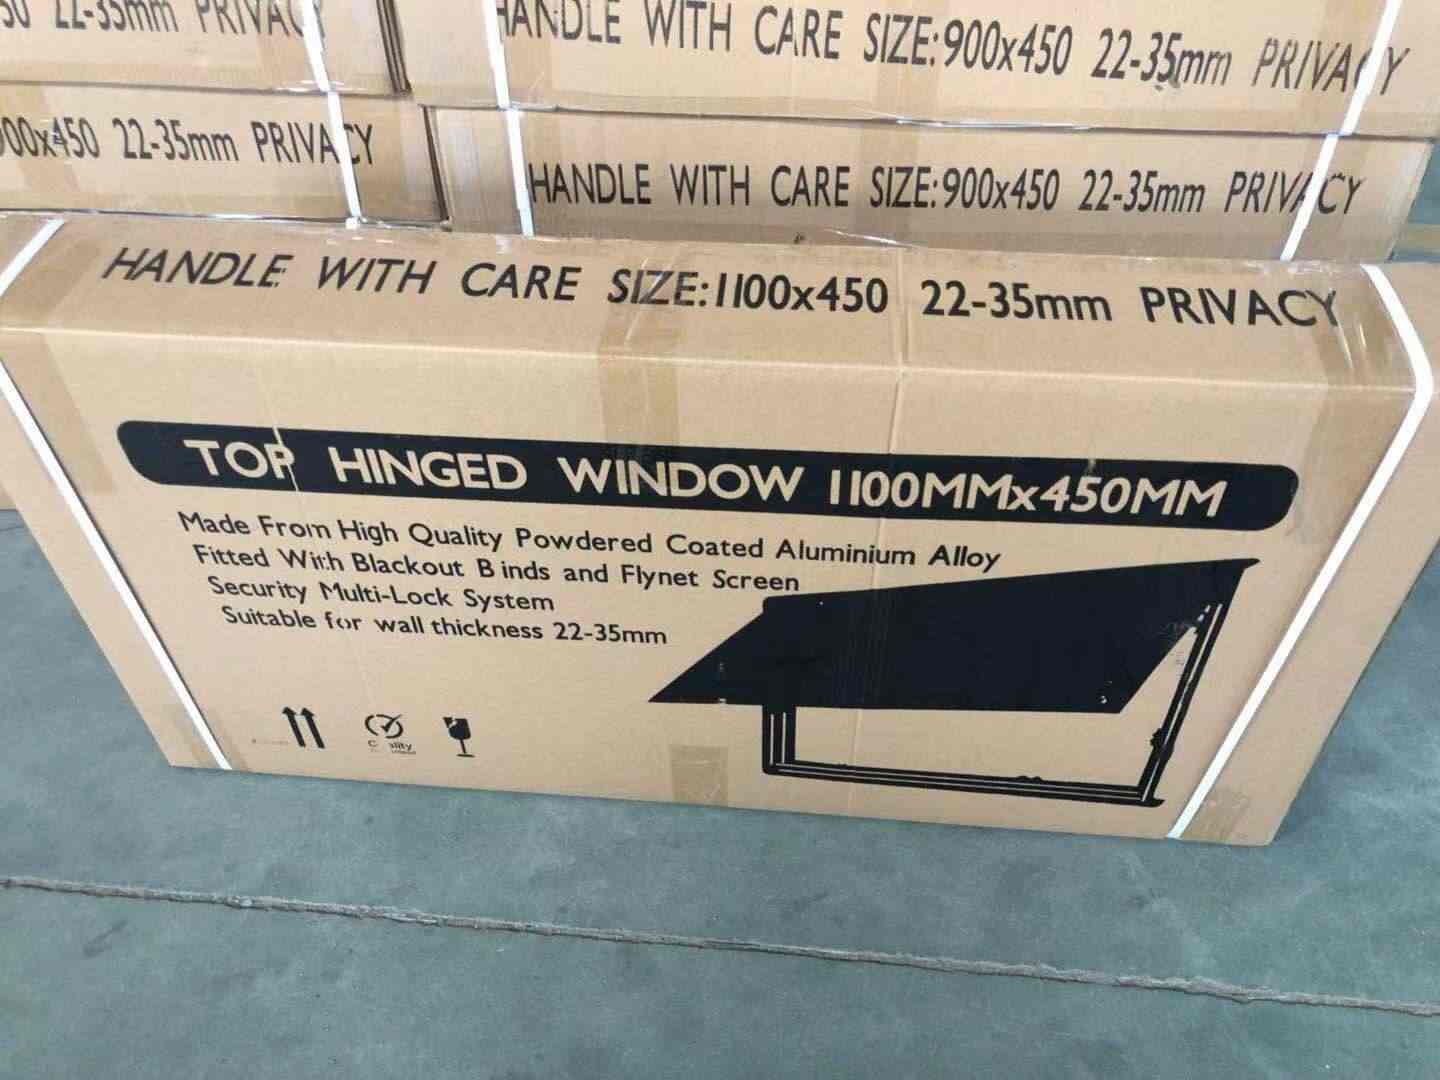 22-35mm PRIVACY
HANDLE WITH CARE SIZE:900x450 22-35mm PRIVACY
22-35mm PRIVACY
HANDLE WITH CARE SIZE:900x450 22-35mm PRIVACY
HANDLE WITH CARE SIZE:1100x450 22-35mm PRIVACY
TOP HINGED WINDOW 1100MMx450MM
Made From High Quality Powdered Coated Aluminium Alloy
Fitted With Blackout Binds and Flynet Screen
Security Multi-Lock System
Suitable for wall thickness 22-35mm
Quality